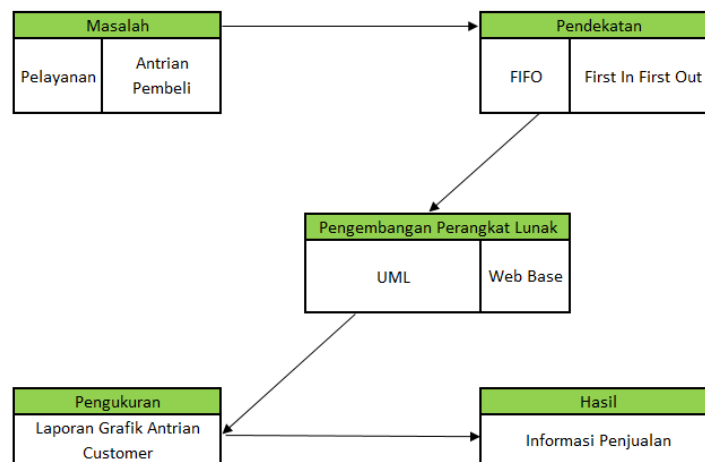 Masalah
Pelayanan
Antrian
Pembeli
Pendekatan
FIFO
First In First Out
Pengembangan Perangkat Lunak
UML
Web Base
Pengukuran
Laporan Grafik Antrian
Customer
Hasil
Informasi Penjualan